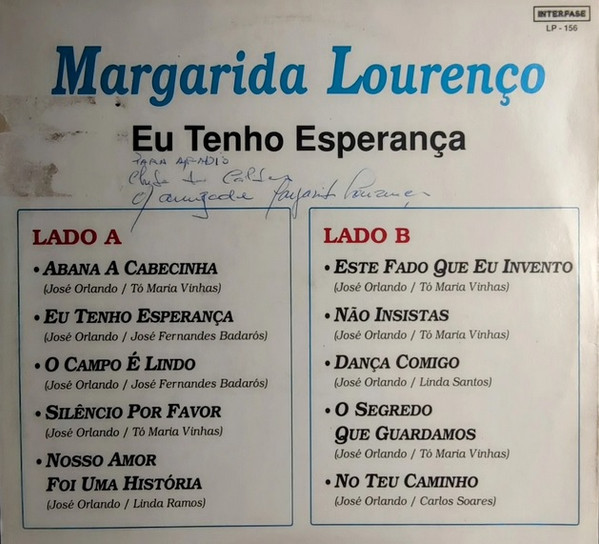 INTERFASE
LP - 156
Margarida Lourenço
Eu Tenho Esperança
PARA
Margarida Lourenço
LADO A
• ABANA A CABECINHA
(José Orlando / Tó Maria Vinhas)
• EU TENHO ESPERANÇA
(José Orlando / José Fernandes Badarós)
• O CAMPO É LINDO
(José Orlando / José Fernandes Badarós)
• SILÊNCIO POR FAVOR
(José Orlando / Tó Maria Vinhas)
• NOSSO AMOR
FOI UMA HISTÓRIA
(José Orlando / Linda Ramos)
LADO B
• ESTE FADO QUE EU INVENTO
(José Orlando / Tó Maria Vinhas)
• NÃO INSISTAS
(José Orlando / Tó Maria Vinhas)
• DANÇA COMIGO
(José Orlando / Linda Santos)
• O SEGREDO
QUE GUARDAMOS
(José Orlando / Tó Maria Vinhas)
• NO TEU CAMINHO
(José Orlando / Carlos Soares)